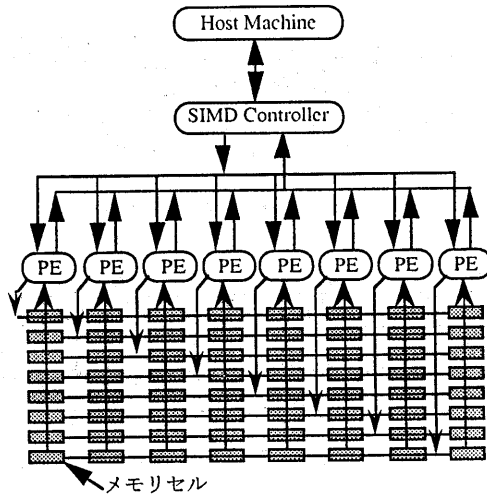 Host Machine
SIMD Controller
PE PE PE PE PE PE PE PE
メモリセル